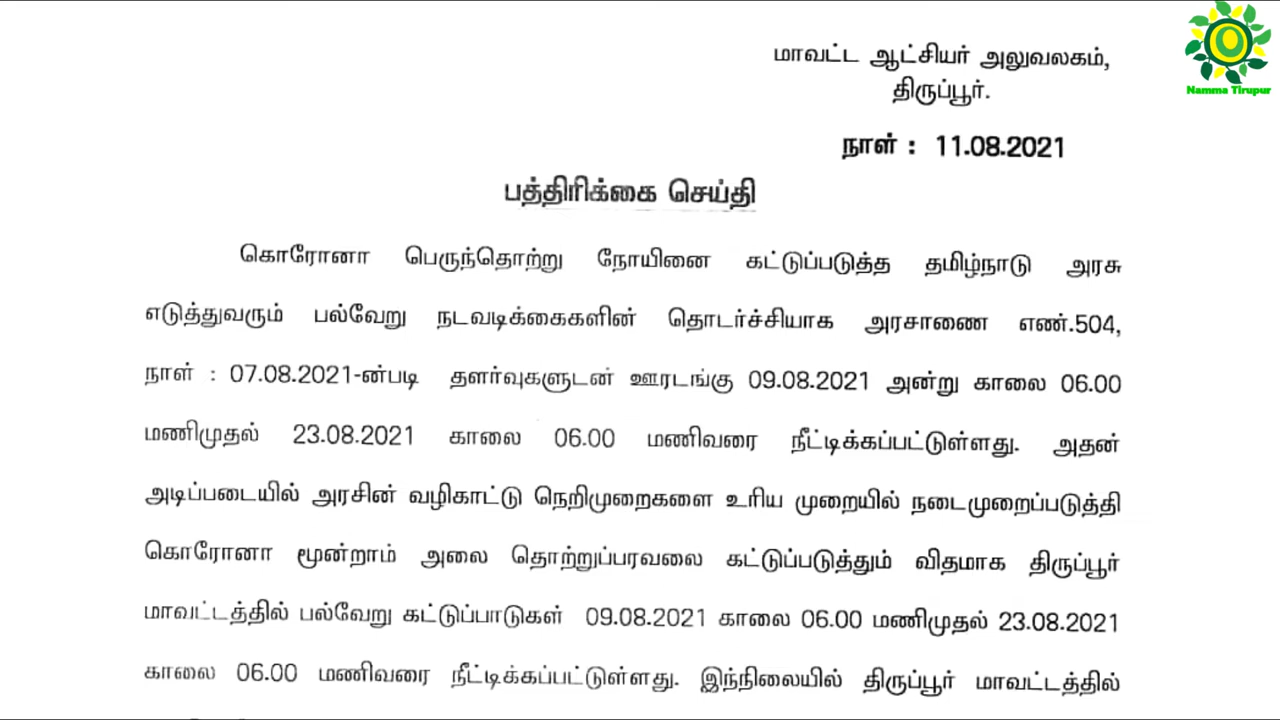 மாவட்ட ஆட்சியர் அலுவலகம்,
திருப்பூர்.
Namma Tirupur
நாள் : 11.08.2021
பத்திரிக்கை செய்தி
கொரோனா பெருந்தொற்று நோயினை கட்டுப்படுத்த தமிழ்நாடு அரசு
எடுத்துவரும் பல்வேறு நடவடிக்கைகளின் தொடர்ச்சியாக அரசாணை எண்.504,
நாள் : 07.08.2021-ன்படி தளர்வுகளுடன் ஊரடங்கு 09.08.2021 அன்று காலை 06.00
மணிமுதல் 23.08.2021 காலை 06.00 மணிவரை நீட்டிக்கப்பட்டுள்ளது. அதன்
அடிப்படையில் அரசின் வழிகாட்டு நெறிமுறைகளை உரிய முறையில் நடைமுறைப்படுத்தி
கொரோனா மூன்றாம் அலை தொற்றுப்பரவலை கட்டுப்படுத்தும் விதமாக திருப்பூர்
மாவட்டத்தில் பல்வேறு கட்டுப்பாடுகள் 09.08.2021 காலை 06.00 மணிமுதல் 23.08.2021
காலை 06.00 மணிவரை நீட்டிக்கப்பட்டுள்ளது. இந்நிலையில் திருப்பூர் மாவட்டத்தில்